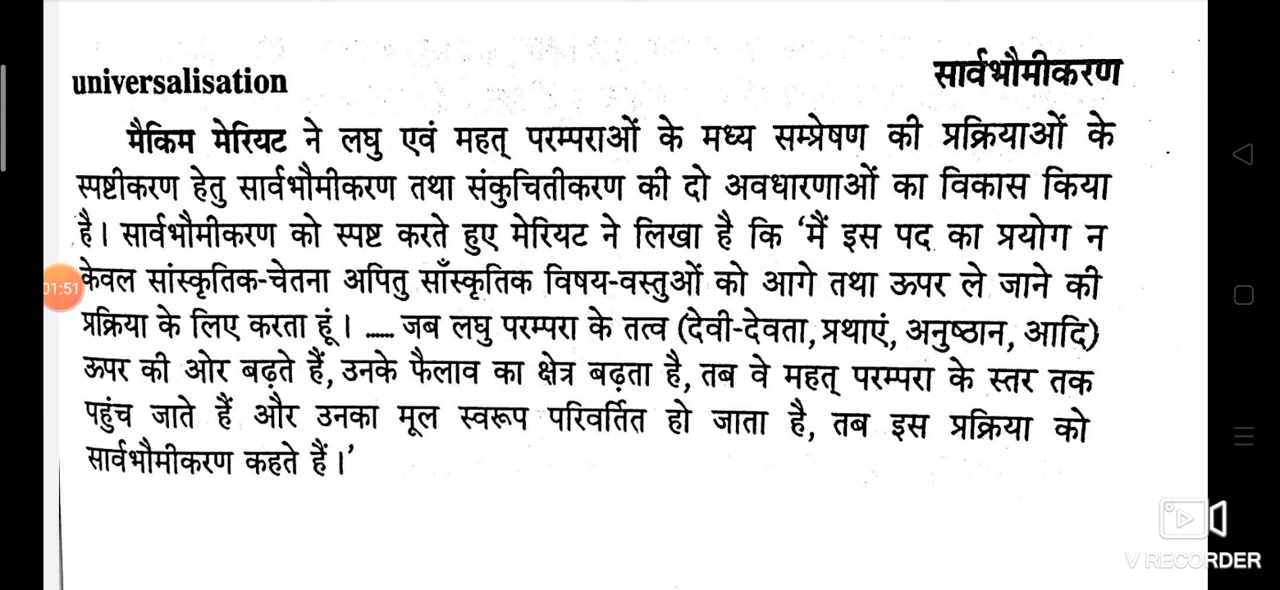 universalisation सार्वभौमीकरण
मैकिम मेरियट ने लघु एवं महत् परम्पराओं के मध्य सम्प्रेषण की प्रक्रियाओं के
स्पष्टीकरण हेतु सार्वभौमीकरण तथा संकुचितीकरण की दो अवधारणाओं का विकास किया
है। सार्वभौमीकरण को स्पष्ट करते हुए मेरियट ने लिखा है कि ‘मैं इस पद का प्रयोग न
केवल सांस्कृतिक-चेतना अपितु साँस्कृतिक विषय-वस्तुओं को आगे तथा ऊपर ले जाने की
01:51
प्रक्रिया के लिए करता हूं। ..... जब लघु परम्परा के तत्व (देवी-देवता, प्रथाएं, अनुष्ठान, आदि)
ऊपर की ओर बढ़ते हैं, उनके फैलाव का क्षेत्र बढ़ता है, तब वे महत् परम्परा के स्तर तक
पहुंच जाते हैं और उनका मूल स्वरूप परिवर्तित हो जाता है, तब इस प्रक्रिया को
सार्वभौमीकरण कहते हैं।’
V RECORDER